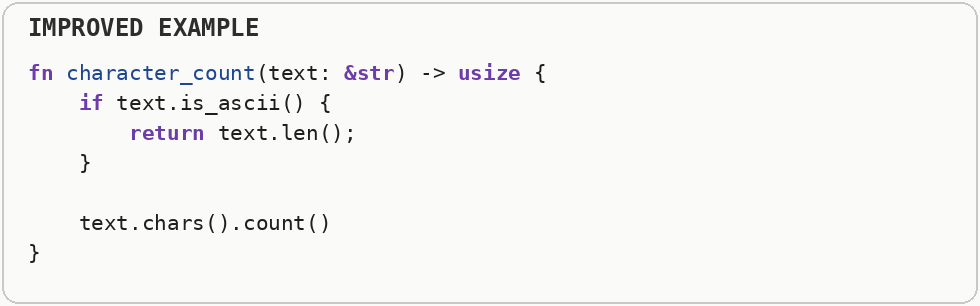 IMPROVED EXAMPLE
fn character_count(text: &str) -> usize {
    if text.is_ascii() {
        return text.len();
    }

    text.chars().count()
}